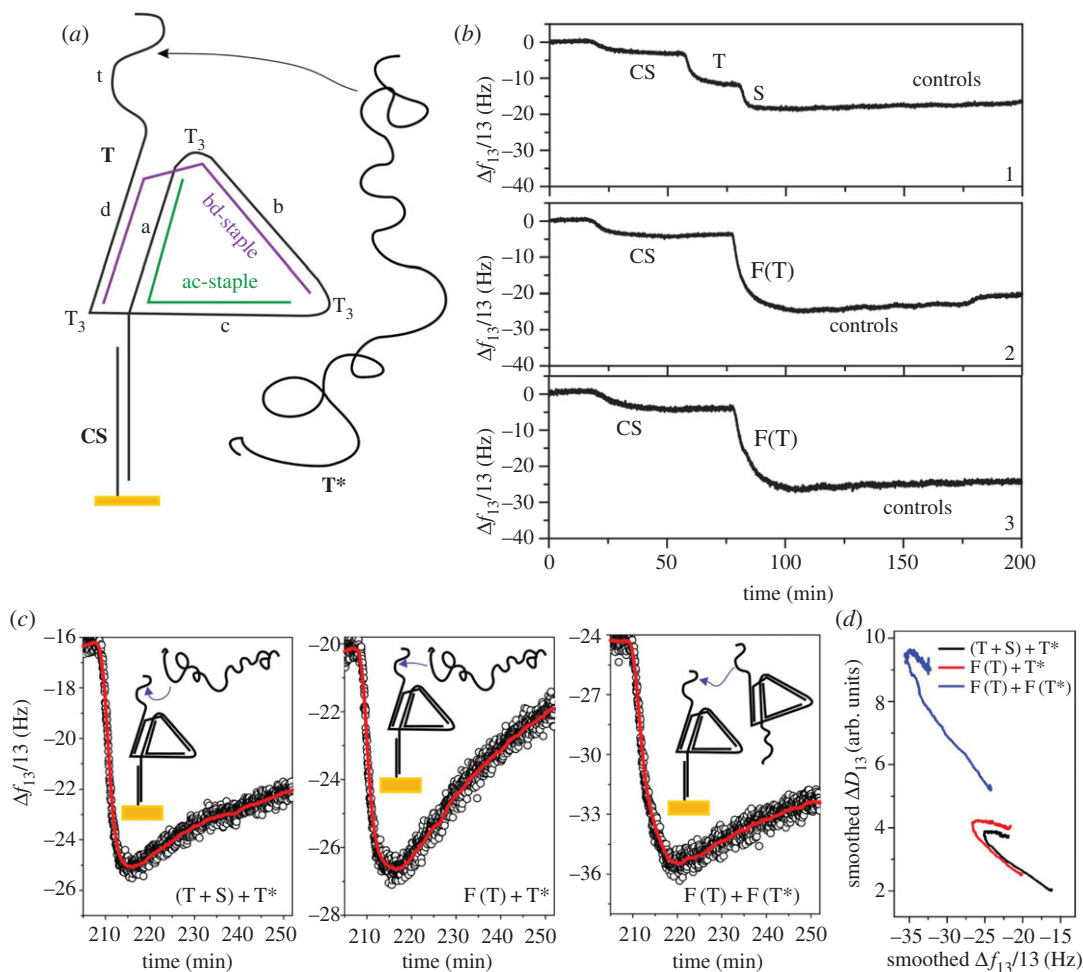 (a)
t
T
T3
d
a
b
bd-staple
ac-staple
T3
T3
c
CS
T*
(b)
Δf13/13 (Hz)
0
−10
−20
−30
−40
CS
T
S
controls
1
Δf13/13 (Hz)
0
−10
−20
−30
−40
CS
F(T)
controls
2
Δf13/13 (Hz)
0
−10
−20
−30
−40
CS
F(T)
controls
3
0 50 100 150 200
time (min)
(c)
Δf13/13 (Hz)
−16
−18
−20
−22
−24
−26
(T + S) + T*
210 220 230 240 250
time (min)
−20
−22
−24
−26
−28
F (T) + T*
210 220 230 240 250
time (min)
−24
−27
−30
−33
−36
F (T) + F (T*)
210 220 230 240 250
time (min)
(d)
smoothed ΔD13 (arb. units)
10
8
6
4
2
(T + S) + T*
F (T) + T*
F (T) + F (T*)
−35 −30 −25 −20 −15
smoothed Δf13/13 (Hz)